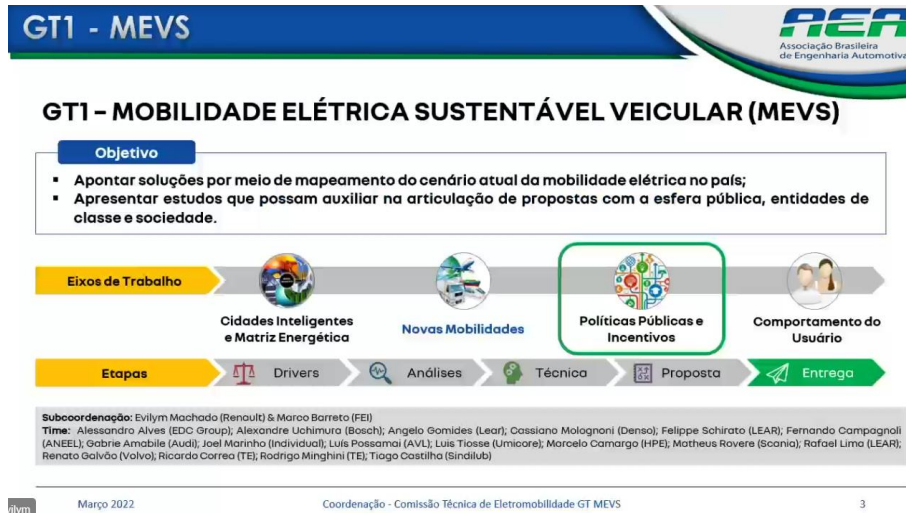 GT1 - MEVS
AEA
Associação Brasileira
de Engenharia Automotiva
GT1 – MOBILIDADE ELÉTRICA SUSTENTÁVEL VEICULAR (MEVS)
Objetivo
▪ Apontar soluções por meio de mapeamento do cenário atual da mobilidade elétrica no país;
▪ Apresentar estudos que possam auxiliar na articulação de propostas com a esfera pública, entidades de
classe e sociedade.
Eixos de Trabalho
Cidades Inteligentes
e Matriz Energética
Novas Mobilidades
Políticas Públicas e
Incentivos
Comportamento do
Usuário
Etapas
Drivers
Análises
Técnica
Proposta
Entrega
Subcoordenação: Evilym Machado (Renault) & Marco Barreto (FEI)
Time: Alessandro Alves (EDC Group); Alexandre Uchimura (Bosch); Angelo Gomides (Lear); Cassiano Molognoni (Denso); Felippe Schirato (LEAR); Fernando Campagnoli
(ANEEL); Gabrie Amabile (Audi); Joel Marinho (Individual); Luís Possamai (AVL); Luis Tiosse (Umicore); Marcelo Camargo (HPE); Matheus Rovere (Scania); Rafael Lima (LEAR);
Renato Galvão (Volvo); Ricardo Correa (TE); Rodrigo Minghini (TE); Tiago Castilha (Sindilub)
vilym
Março 2022
Coordenação - Comissão Técnica de Eletromobilidade GT MEVS
3